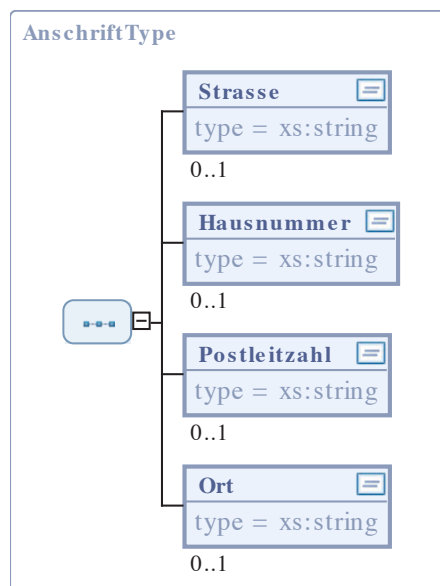 AnschriftType
Strasse
type = xs:string
0..1
Hausnummer
type = xs:string
0..1
Postleitzahl
type = xs:string
0..1
Ort
type = xs:string
0..1